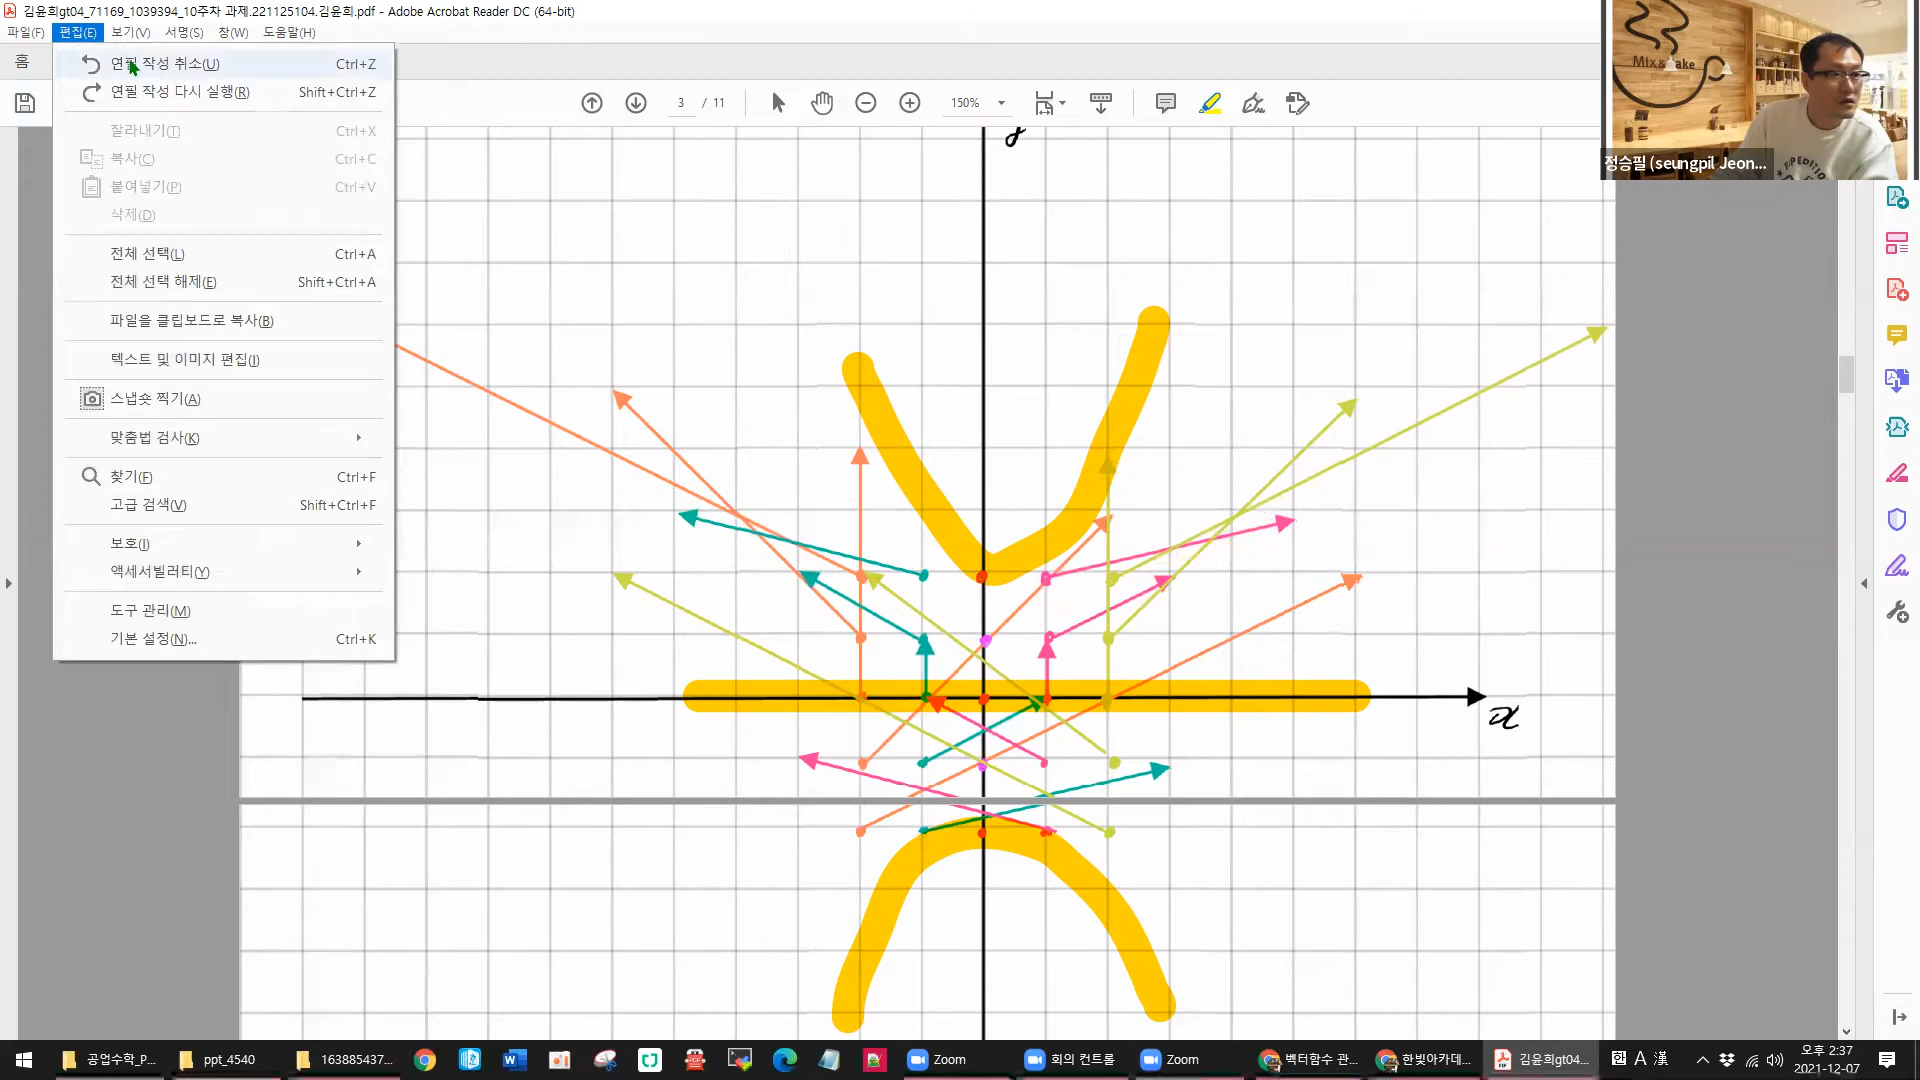 김윤희gt04_71169_1039394_10주차 과제.221125104.김윤희.pdf - Adobe Acrobat Reader DC (64-bit)
파일(F) 편집(E) 보기(V) 서명(S) 창(W) 도움말(H)
홈
연필 작성 취소(U) Ctrl+Z
연필 작성 다시 실행(R) Shift+Ctrl+Z
잘라내기(T) Ctrl+X
복사(C) Ctrl+C
붙여넣기(P) Ctrl+V
삭제(D)
전체 선택(L) Ctrl+A
전체 선택 해제(E) Shift+Ctrl+A
파일을 클립보드로 복사(B)
텍스트 및 이미지 편집(I)
스냅숏 찍기(A)
맞춤법 검사(K)
찾기(F) Ctrl+F
고급 검색(V) Shift+Ctrl+F
보호(I)
액세서빌러티(Y)
도구 관리(M)
기본 설정(N)... Ctrl+K
3 / 11
150%
Mix&Bake
정승필 (seungpil Jeon...
y
x
공업수학_P...
ppt_4540
163885437...
Zoom
회의 컨트롤
Zoom
벡터함수 관...
한빛아카데...
김윤희gt04...
한 A 漢
오후 2:37
2021-12-07